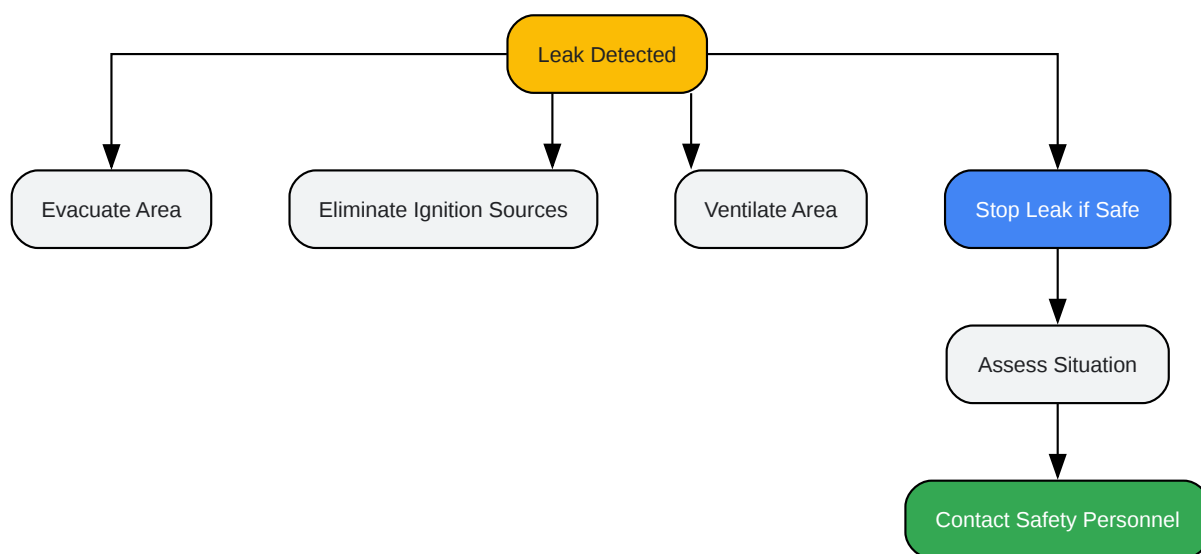 Leak Detected
Evacuate Area
Eliminate Ignition Sources
Ventilate Area
Stop Leak if Safe
Assess Situation
Contact Safety Personnel